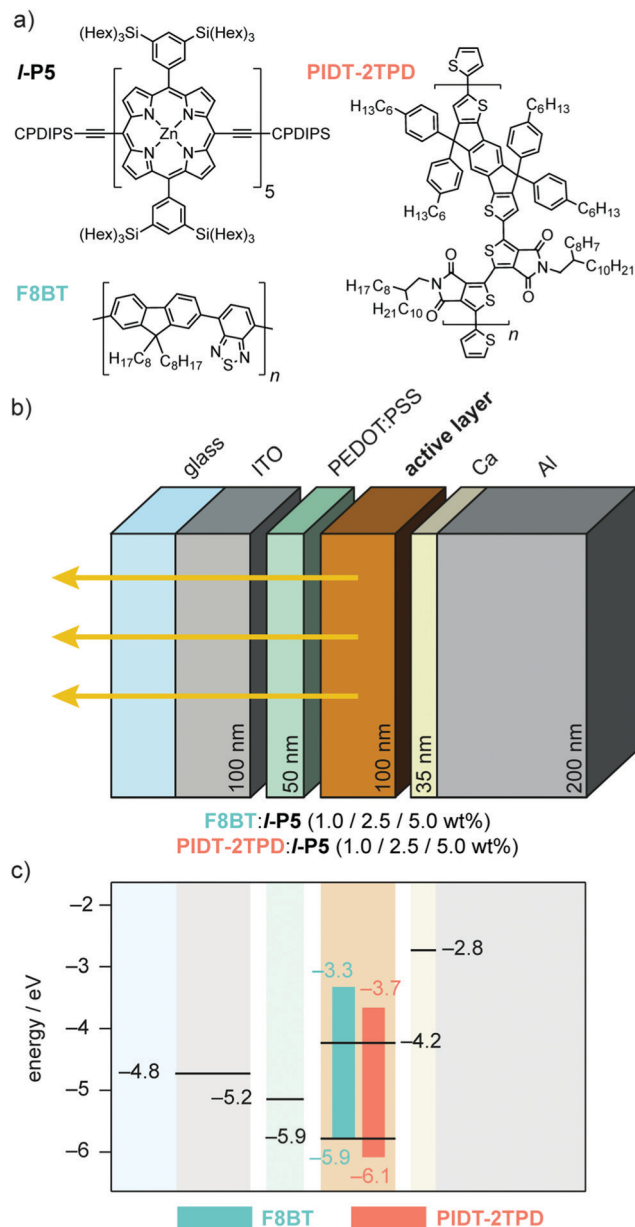 a)
l-P5
(Hex)3Si
Si(Hex)3
CPDIPS
N
N
Zn
N
N
CPDIPS
5
(Hex)3Si
Si(Hex)3
F8BT
H17C8
C8H17
N
S
N
n
PIDT-2TPD
S
H13C6
C6H13
S
H13C6
S
C6H13
S
O
O
C8H7
N
C10H21
O
O
H17C8
N
H21C10
O
S
O
S
n
b)
glass
ITO
PEDOT:PSS
active layer
Ca
Al
100 nm
50 nm
100 nm
35 nm
200 nm
F8BT:l-P5 (1.0 / 2.5 / 5.0 wt%)
PIDT-2TPD:l-P5 (1.0 / 2.5 / 5.0 wt%)
c)
energy / eV
–2
–3
–4
–5
–6
–4.8
–5.2
–5.9
–3.3
–5.9
–3.7
–6.1
–4.2
–2.8
F8BT
PIDT-2TPD